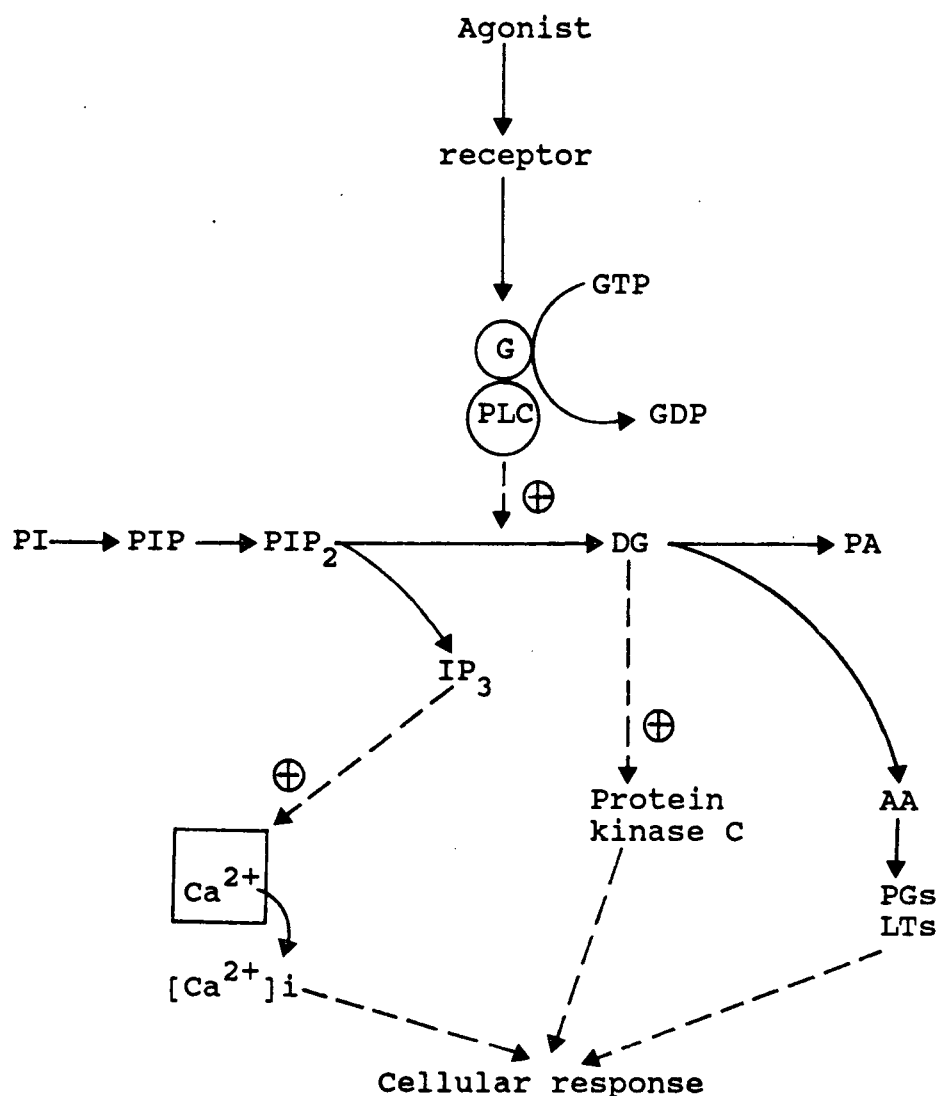 Agonist
receptor
GTP
G
PLC
GDP
⊕
PI
PIP
PIP₂
DG
PA
IP₃
⊕
⊕
Protein
kinase C
AA
Ca²⁺
PGs
LTs
[Ca²⁺]i
Cellular response